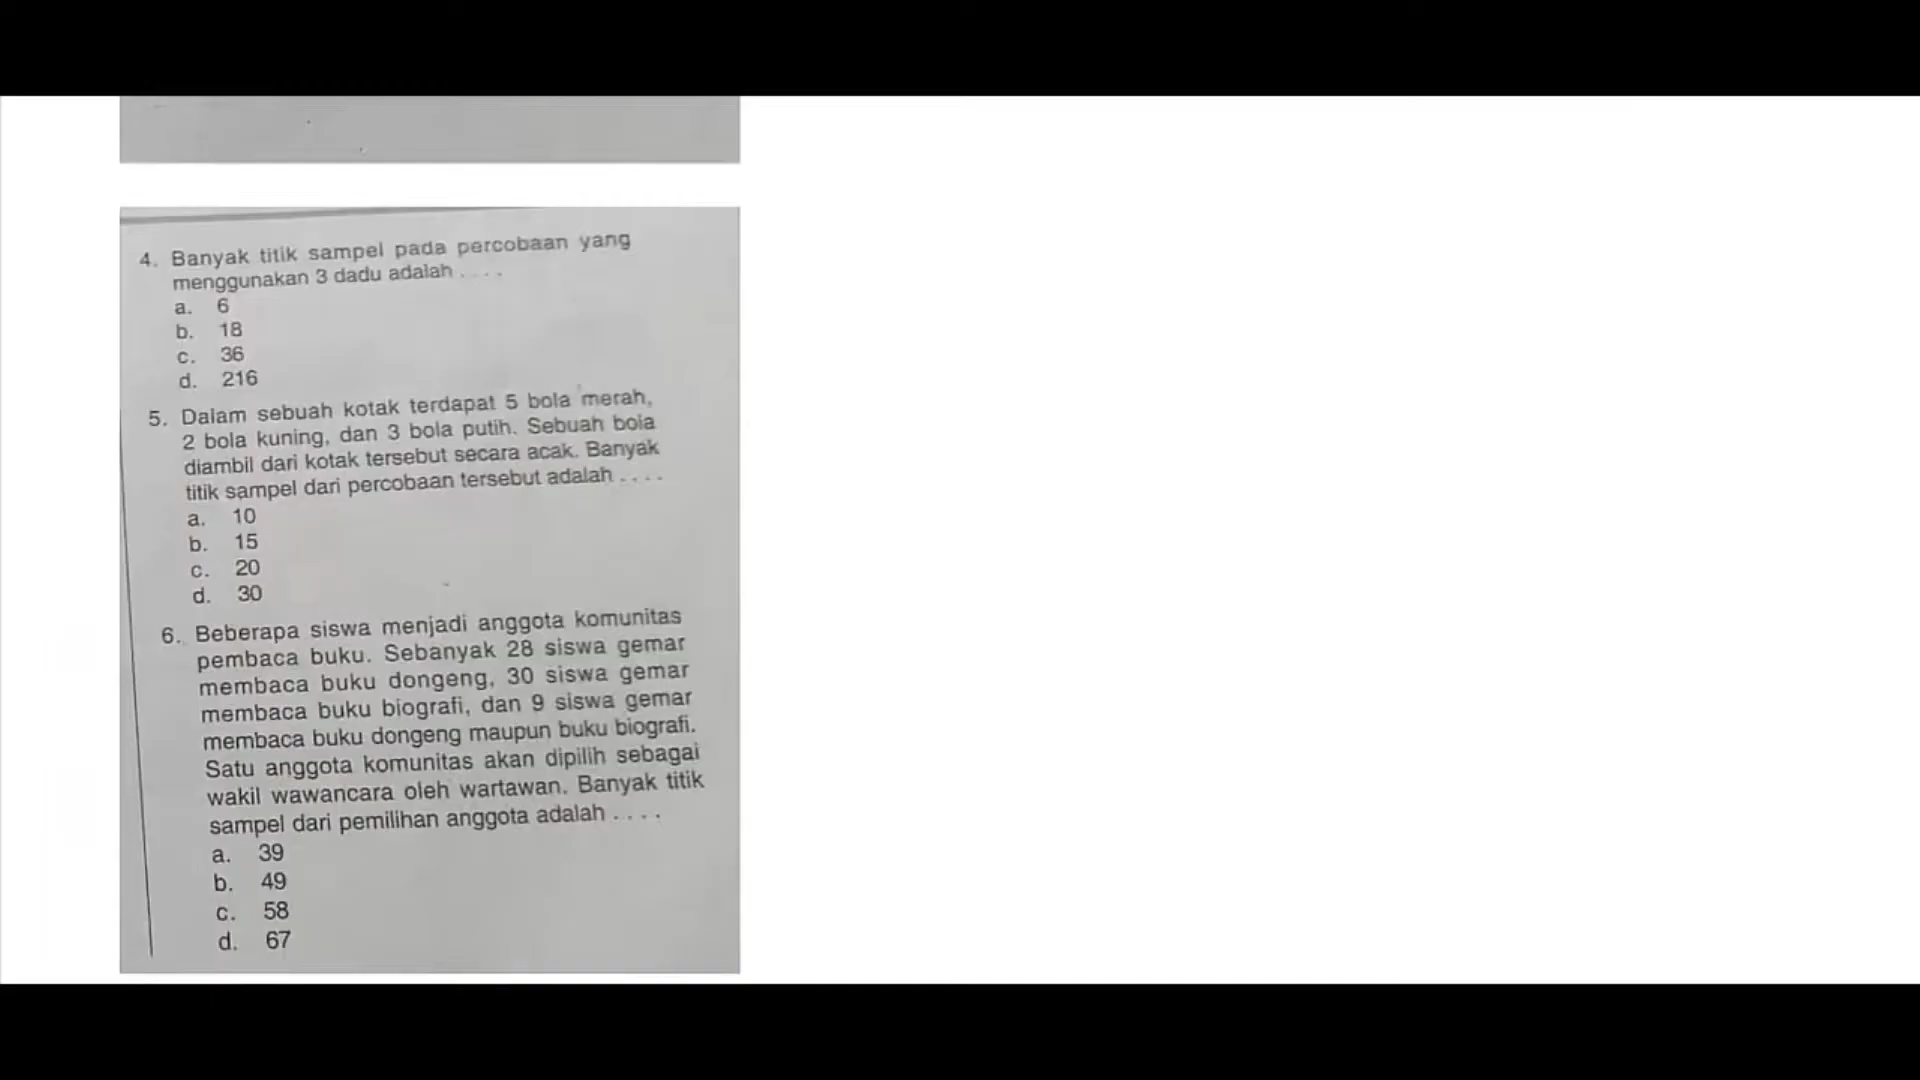 4. Banyak titik sampel pada percobaan yang
menggunakan 3 dadu adalah . . . .
a. 6
b. 18
c. 36
d. 216
5. Dalam sebuah kotak terdapat 5 bola merah,
2 bola kuning, dan 3 bola putih. Sebuah bola
diambil dari kotak tersebut secara acak. Banyak
titik sampel dari percobaan tersebut adalah . . . .
a. 10
b. 15
c. 20
d. 30
6. Beberapa siswa menjadi anggota komunitas
pembaca buku. Sebanyak 28 siswa gemar
membaca buku dongeng, 30 siswa gemar
membaca buku biografi, dan 9 siswa gemar
membaca buku dongeng maupun buku biografi.
Satu anggota komunitas akan dipilih sebagai
wakil wawancara oleh wartawan. Banyak titik
sampel dari pemilihan anggota adalah . . . .
a. 39
b. 49
c. 58
d. 67